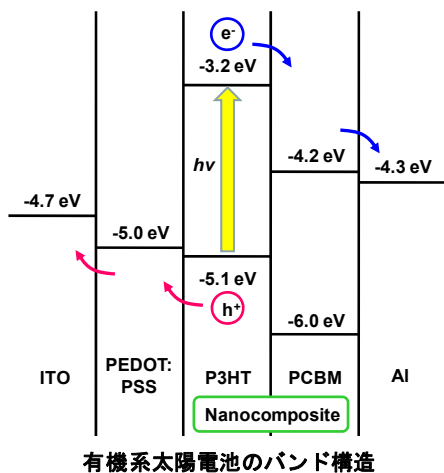 e-
-3.2 eV
hν
-4.2 eV
-4.3 eV
-4.7 eV
-5.0 eV
-5.1 eV
h+
-6.0 eV
ITO
PEDOT:
PSS
P3HT
PCBM
Al
Nanocomposite
有機系太陽電池のバンド構造